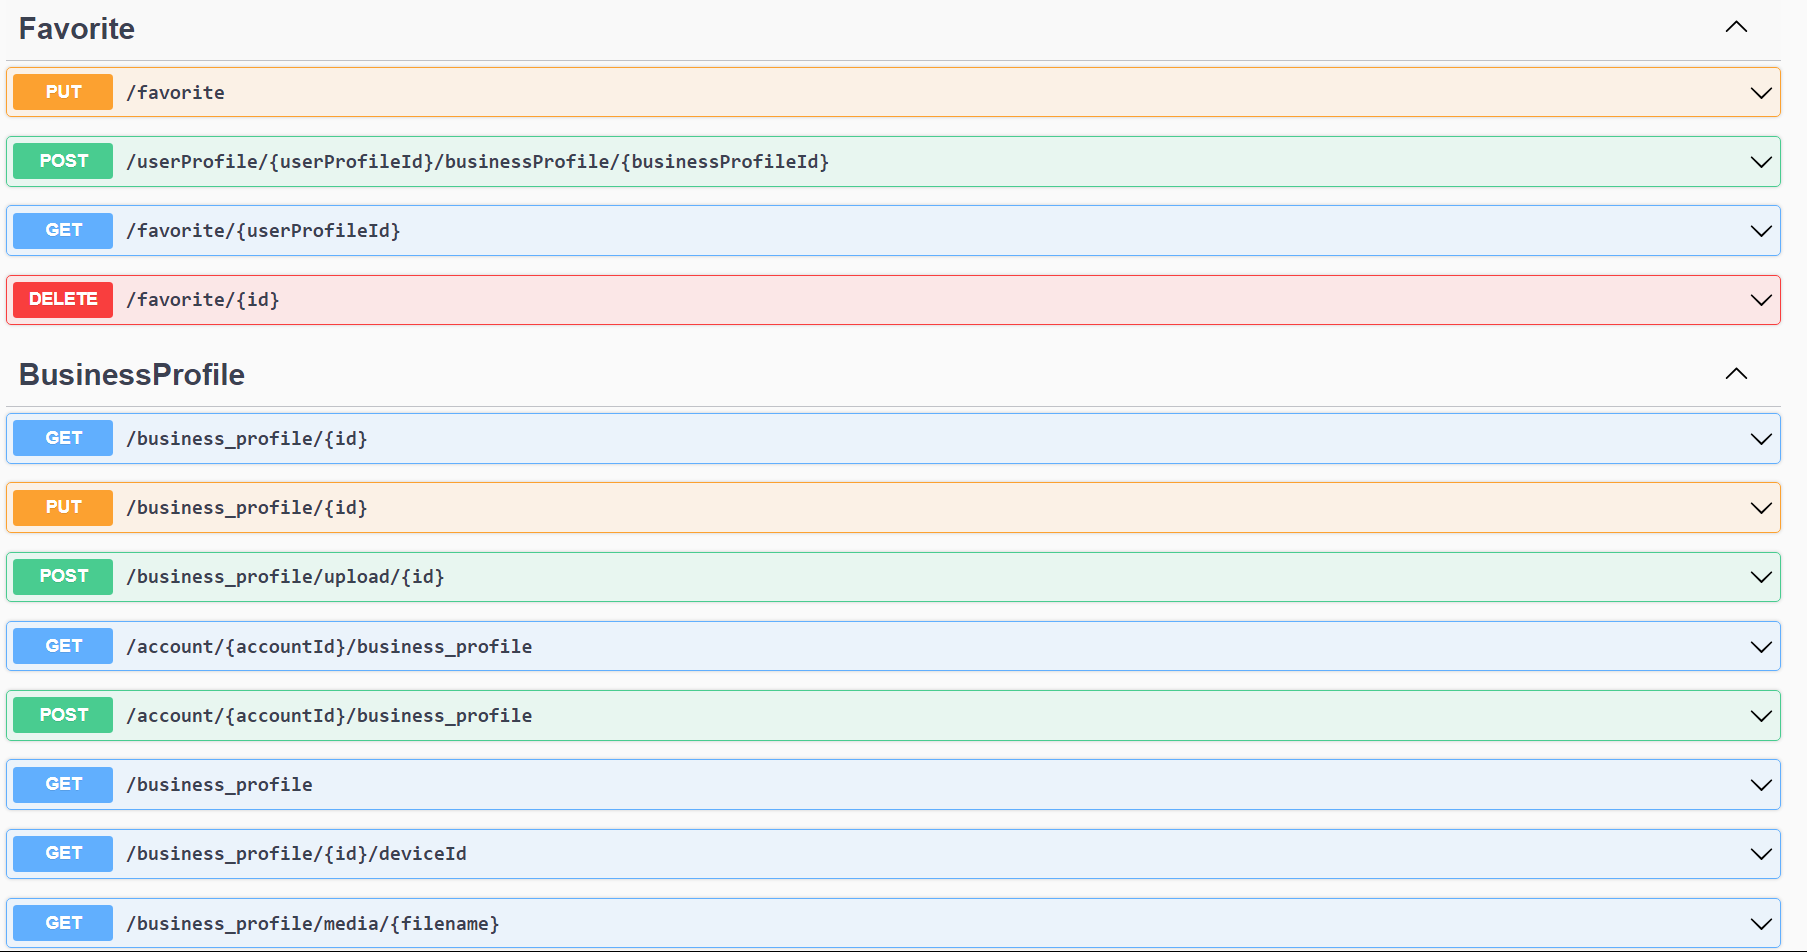 Favorite
PUT /favorite
POST /userProfile/{userProfileId}/businessProfile/{businessProfileId}
GET /favorite/{userProfileId}
DELETE /favorite/{id}
BusinessProfile
GET /business_profile/{id}
PUT /business_profile/{id}
POST /business_profile/upload/{id}
GET /account/{accountId}/business_profile
POST /account/{accountId}/business_profile
GET /business_profile
GET /business_profile/{id}/deviceId
GET /business_profile/media/{filename}